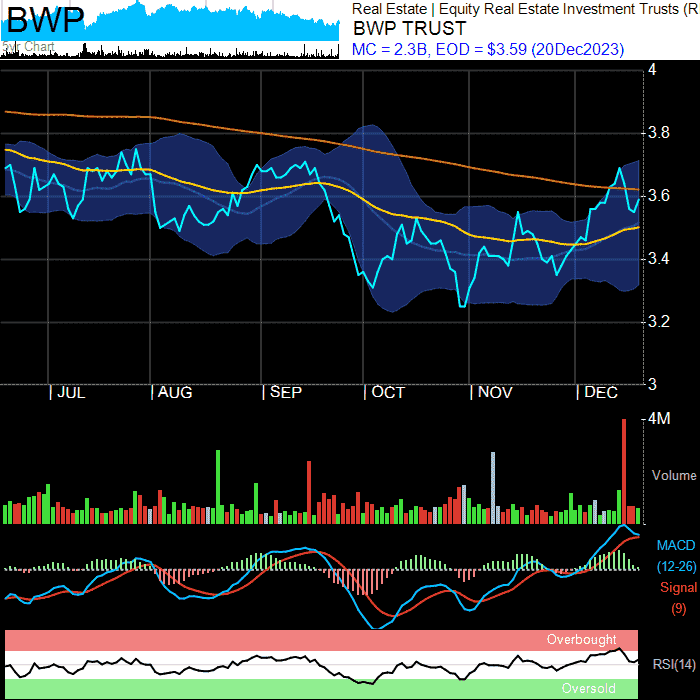 BWP
5yr Chart
Real Estate | Equity Real Estate Investment Trusts (R
BWP TRUST
MC = 2.3B, EOD = $3.59 (20Dec2023)
4
3.8
3.6
3.4
3.2
3
| JUL | AUG | SEP | OCT | NOV | DEC
4M
Volume
MACD
(12-26)
Signal
(9)
Overbought
RSI(14)
Oversold